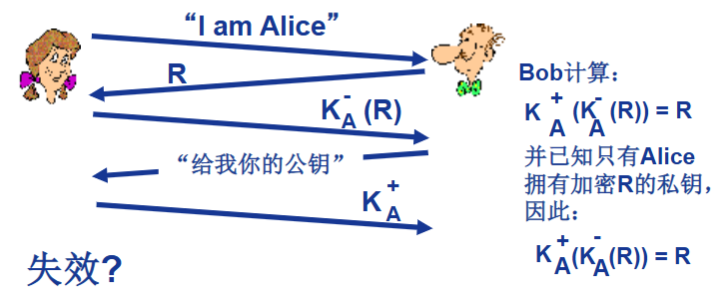 “I am Alice”
R
K_A^- (R)
“给我你的公钥”
K_A^+
失效?
Bob计算：
K_A^+ (K_A^- (R)) = R
并已知只有Alice
拥有加密R的私钥，
因此：
K_A^+(K_A^-(R)) = R